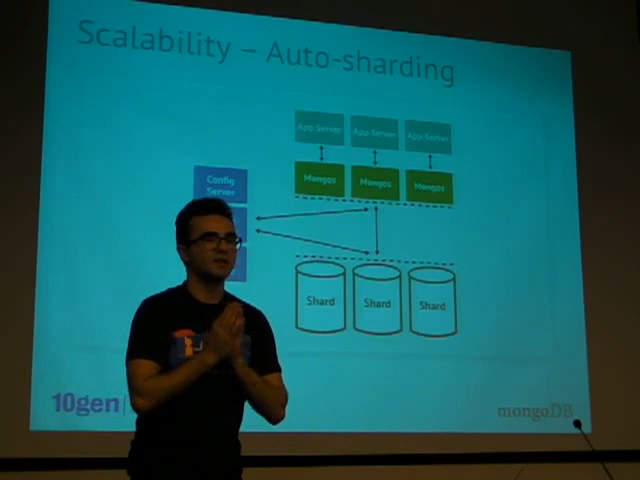 Scalability – Auto-sharding
App Server App Server App Server
Config
Server
Mongos Mongos Mongos
Shard Shard Shard
10gen
mongoDB